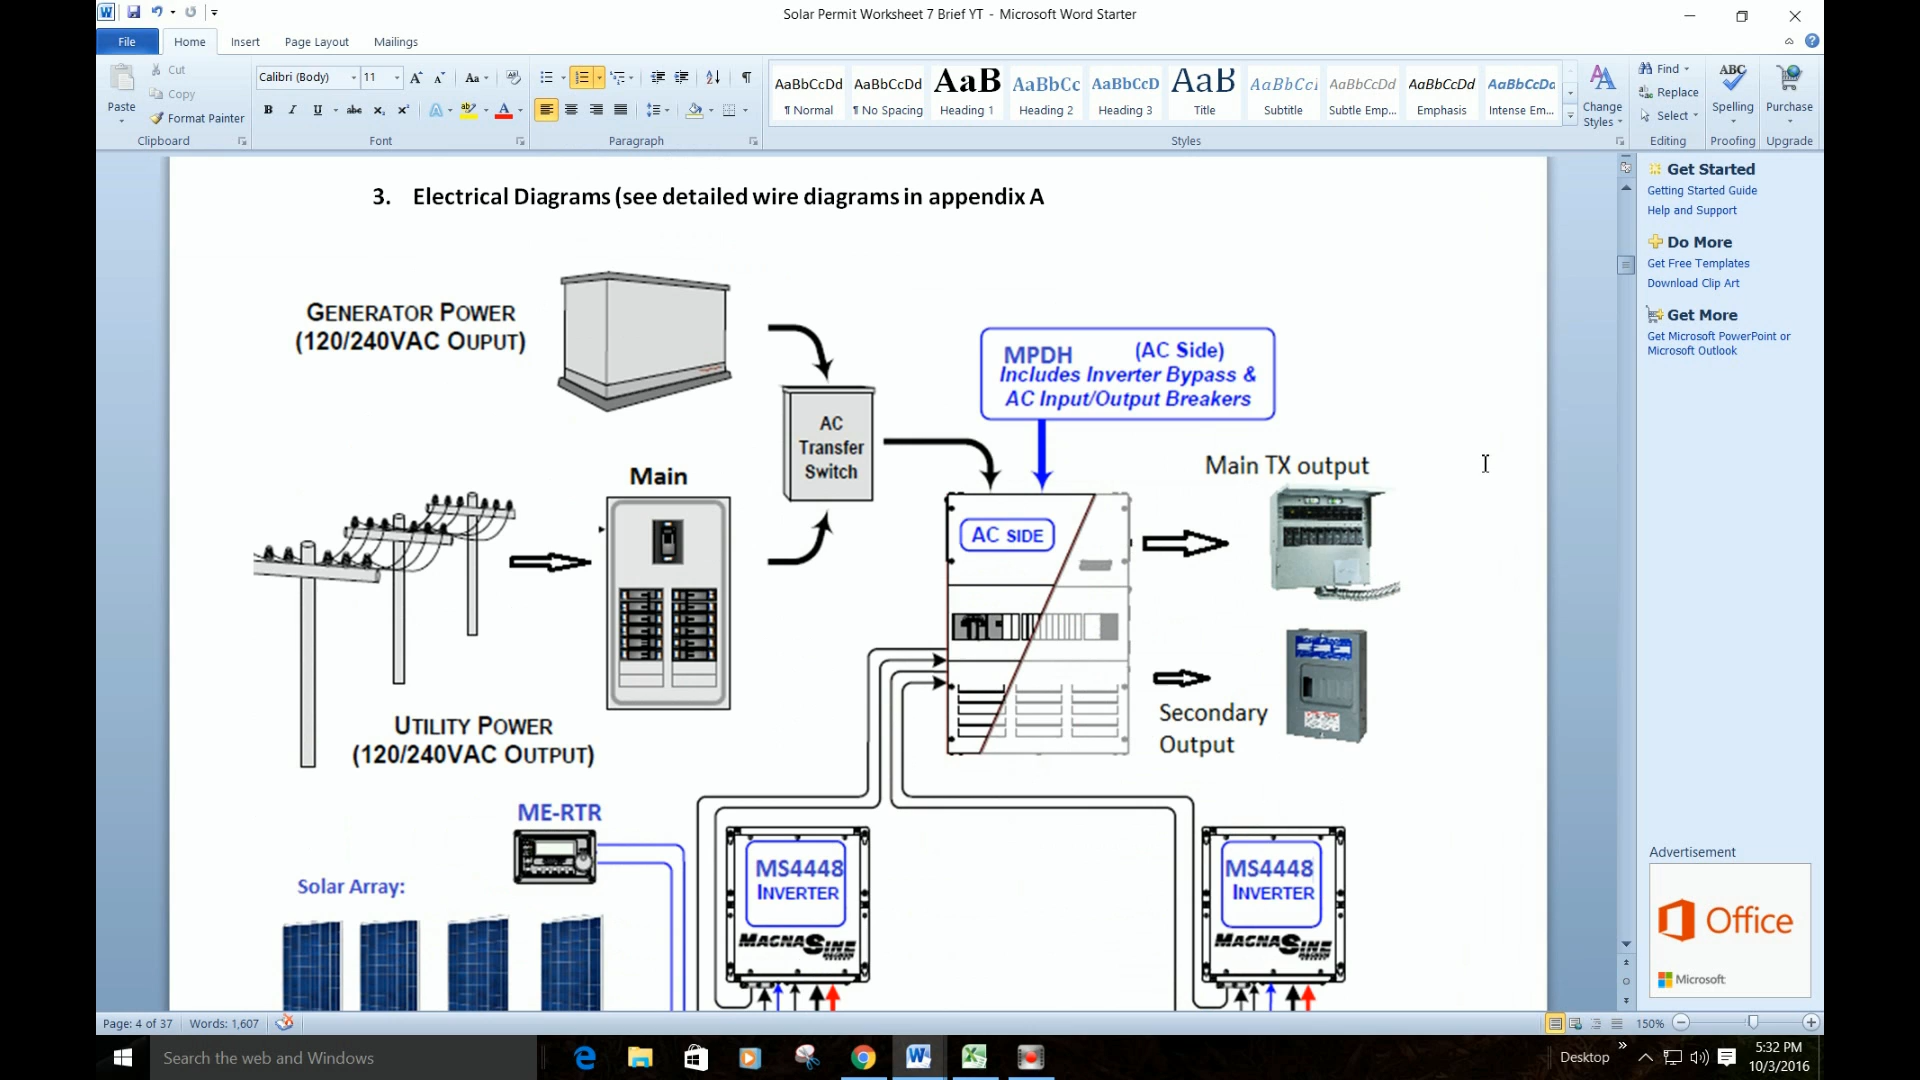 Solar Permit Worksheet 7 Brief YT - Microsoft Word Starter
File Home Insert Page Layout Mailings
Cut
Copy
Paste
Format Painter
Clipboard
Calibri (Body) 11
Font
Paragraph
AaBbCcDd AaBbCcDd AaB AaBbCc AaBbCcD AaB AaBbCcI AaBbCcDd AaBbCcDd AaBbCcDc
¶ Normal ¶ No Spacing Heading 1 Heading 2 Heading 3 Title Subtitle Subtle Emp... Emphasis Intense Em...
Styles
Change Styles
Find
Replace
Select
Editing
ABC
Spelling
Proofing
Purchase
Upgrade
3. Electrical Diagrams (see detailed wire diagrams in appendix A
GENERATOR POWER
(120/240VAC OUPUT)
AC
Transfer
Switch
MPDH (AC Side)
Includes Inverter Bypass &
AC Input/Output Breakers
Main
Main TX output
AC SIDE
Secondary
Output
UTILITY POWER
(120/240VAC OUTPUT)
ME-RTR
Solar Array:
MS4448
INVERTER
MAGNASINE
MS4448
INVERTER
MAGNASINE
Get Started
Getting Started Guide
Help and Support
Do More
Get Free Templates
Download Clip Art
Get More
Get Microsoft PowerPoint or
Microsoft Outlook
Advertisement
Office
Microsoft
Page: 4 of 37 Words: 1,607
150%
Search the web and Windows
Desktop
5:32 PM
10/3/2016